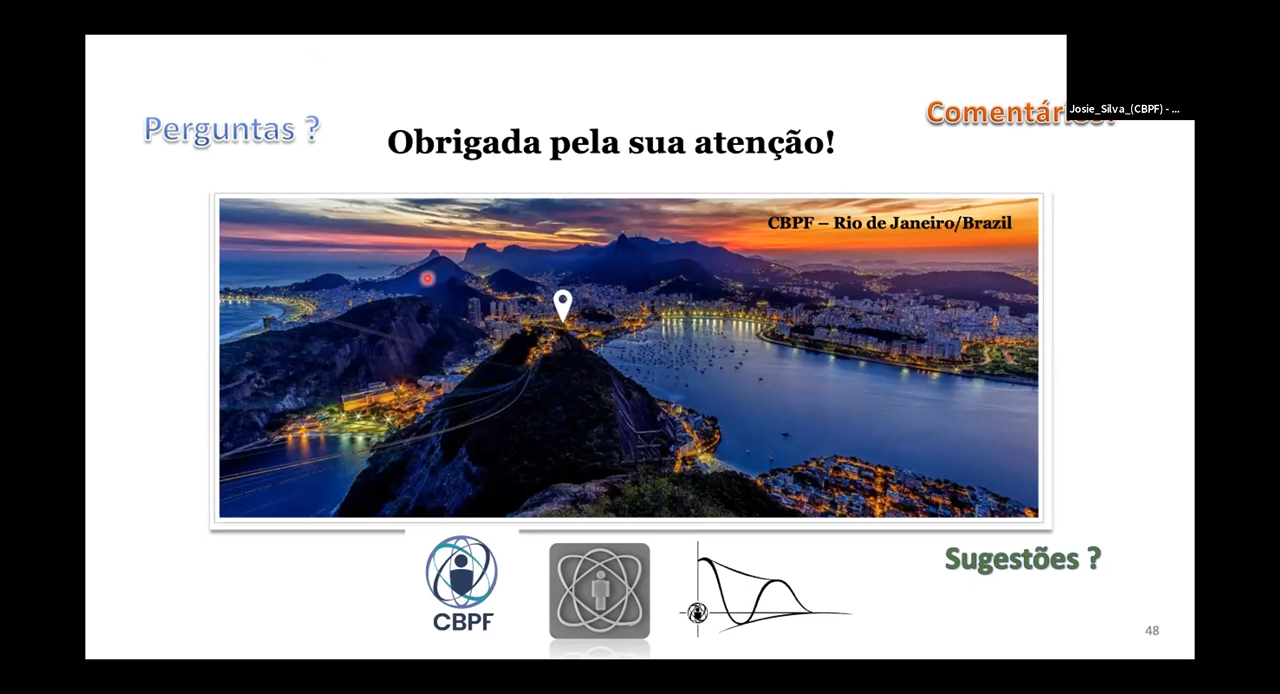 Perguntas ?
Obrigada pela sua atenção!
Josie_Silva_(CBPF) - ...
CBPF – Rio de Janeiro/Brazil
Sugestões ?
CBPF
48